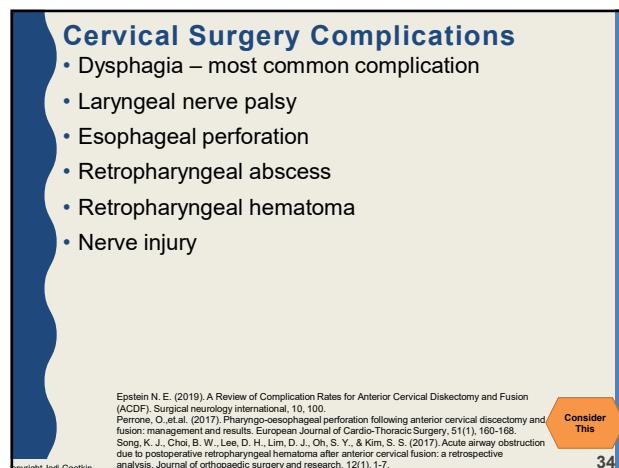 Cervical Surgery Complications
• Dysphagia – most common complication
• Laryngeal nerve palsy
• Esophageal perforation
• Retropharyngeal abscess
• Retropharyngeal hematoma
• Nerve injury
Epstein N. E. (2019). A Review of Complication Rates for Anterior Cervical Diskectomy and Fusion
(ACDF). Surgical neurology international, 10, 100.
Perrone, O.,et.al. (2017). Pharyngo-oesophageal perforation following anterior cervical discectomy and
fusion: management and results. European Journal of Cardio-Thoracic Surgery, 51(1), 160-168.
Song, K. J., Choi, B. W., Lee, D. H., Lim, D. J., Oh, S. Y., & Kim, S. S. (2017). Acute airway obstruction
due to postoperative retropharyngeal hematoma after anterior cervical fusion: a retrospective
analysis. Journal of orthopaedic surgery and research, 12(1), 1-7.
Consider
This
34